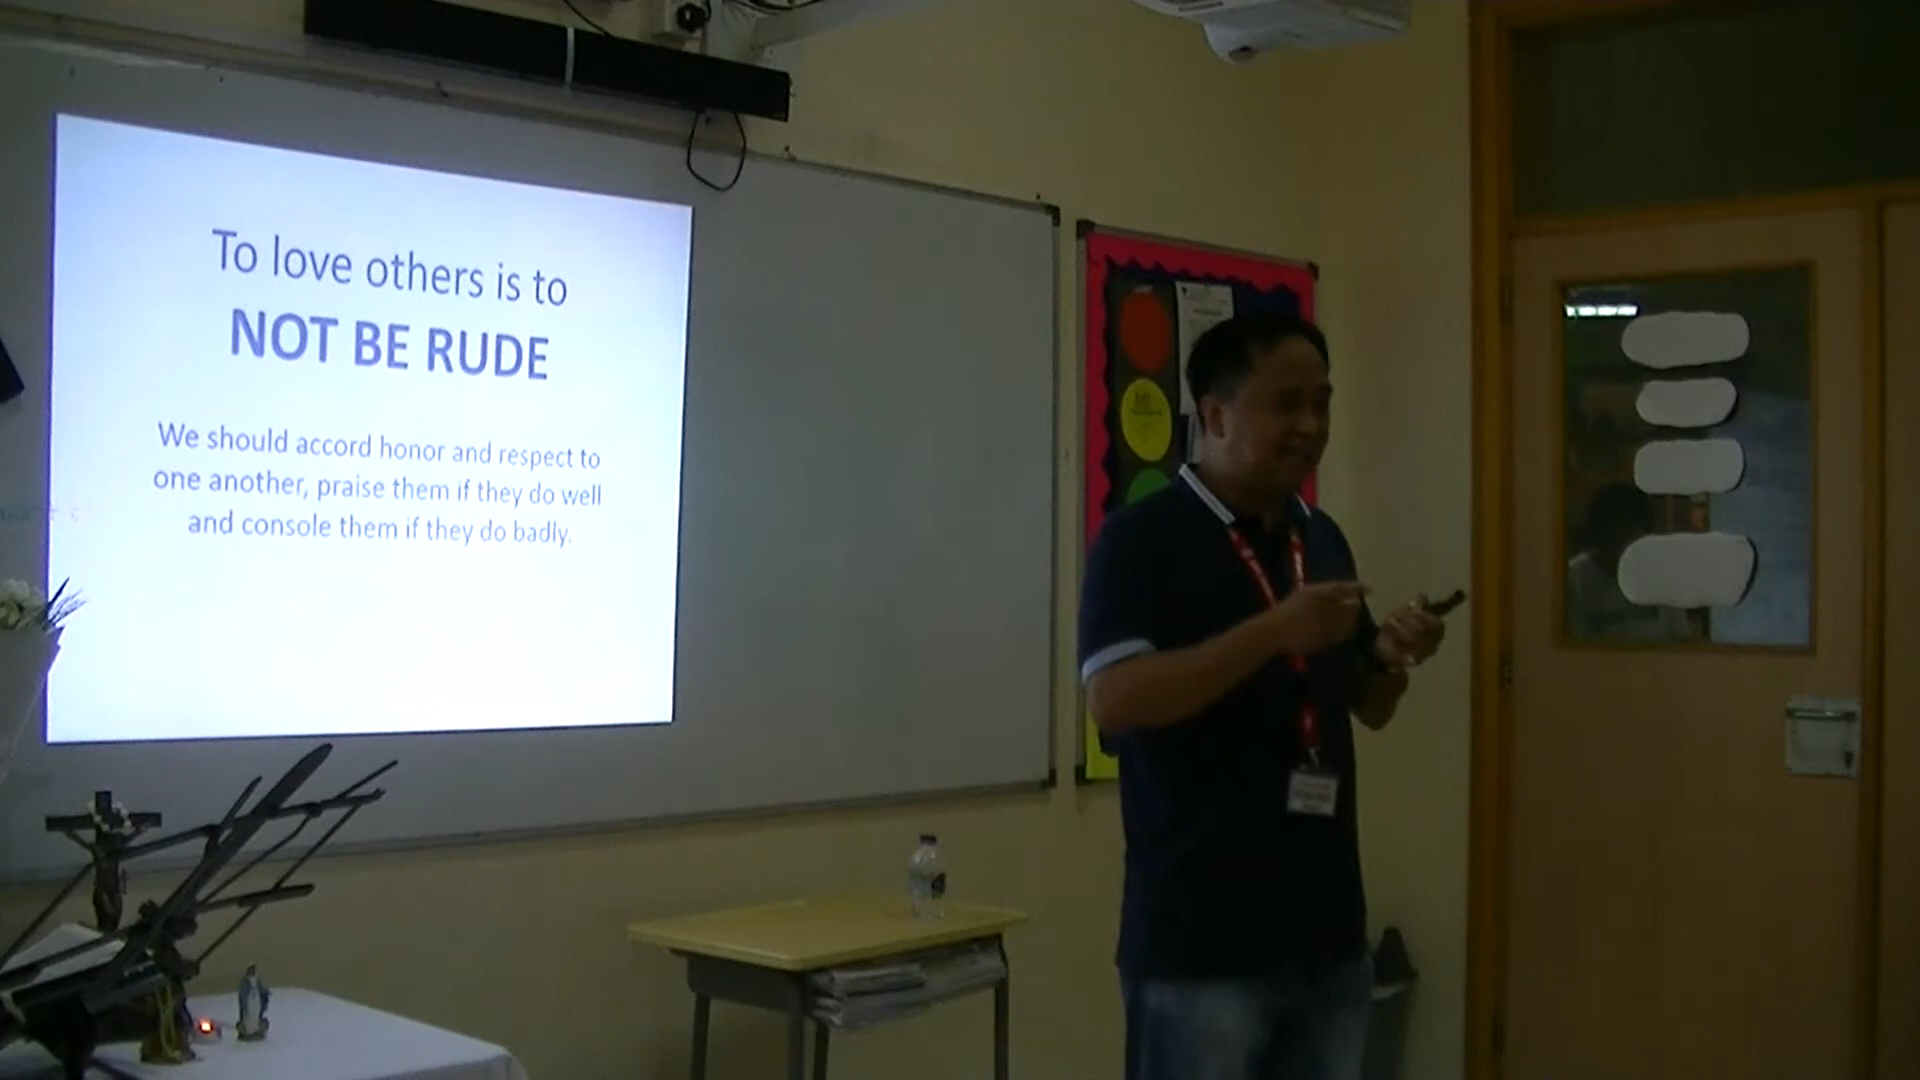 To love others is to
NOT BE RUDE
We should accord honor and respect to
one another, praise them if they do well
and console them if they do badly.